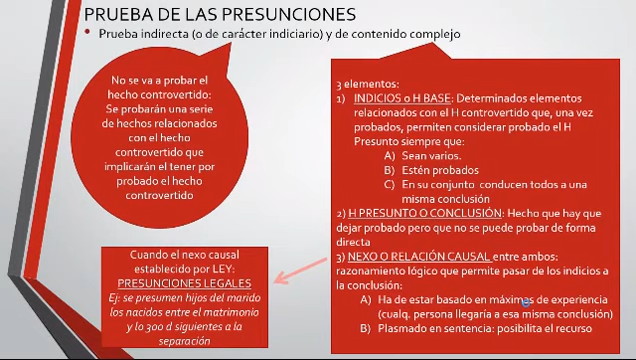 PRUEBA DE LAS PRESUNCIONES
• Prueba indirecta (o de carácter indiciario) y de contenido complejo
No se va a probar el
hecho controvertido:
Se probarán una serie
de hechos relacionados
con el hecho
controvertido que
implicarán el tener por
probado el hecho
controvertido
3 elementos:
1) INDICIOS o H BASE: Determinados elementos
relacionados con el H controvertido que, una vez
probados, permiten considerar probado el H
Presunto siempre que:
A) Sean varios.
B) Estén probados
C) En su conjunto conducen todos a una
misma conclusión
2) H PRESUNTO O CONCLUSIÓN: Hecho que hay que
dejar probado pero que no se puede probar de forma
directa
3) NEXO O RELACIÓN CAUSAL entre ambos:
razonamiento lógico que permite pasar de los indicios a
la conclusión:
A) Ha de estar basado en máximas de experiencia
(cualq. persona llegaría a esa misma conclusión)
B) Plasmado en sentencia: posibilita el recurso
Cuando el nexo causal
establecido por LEY:
PRESUNCIONES LEGALES
Ej: se presumen hijos del marido
los nacidos entre el matrimonio
y lo 300 d siguientes a la
separación